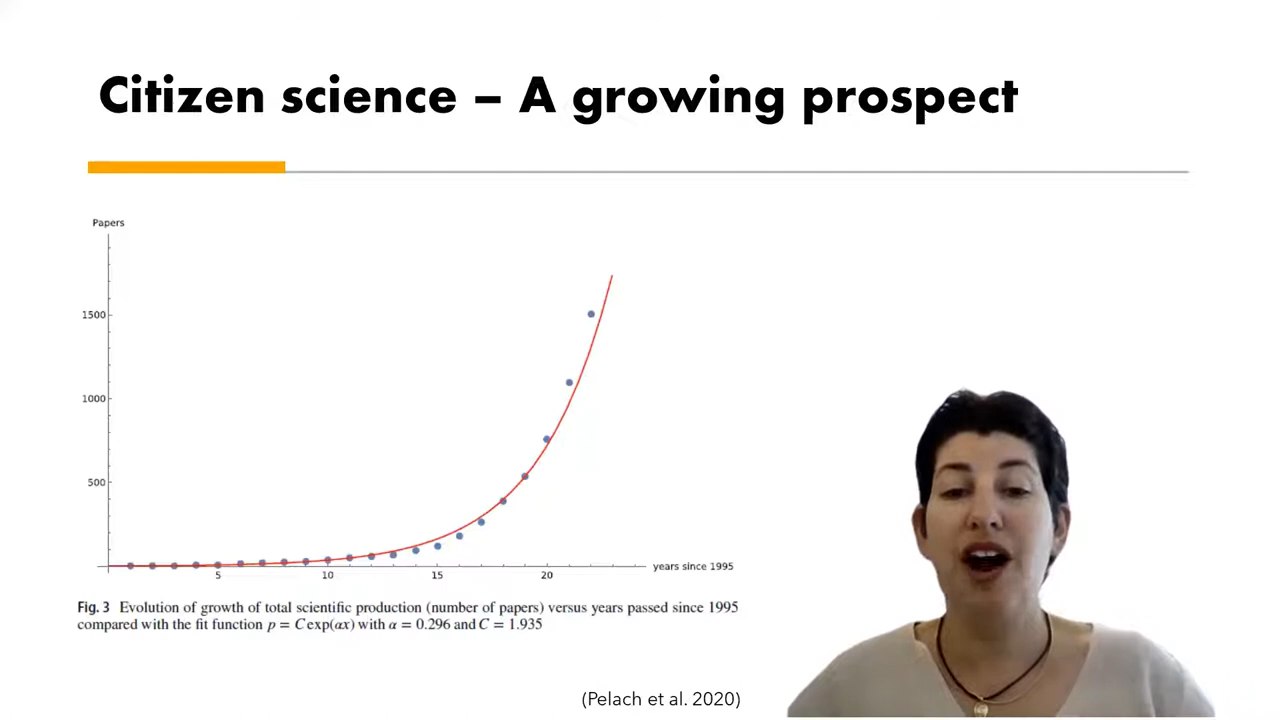 Citizen science – A growing prospect
Papers
1500
1000
500
5
10
15
20
years since 1995
Fig. 3 Evolution of growth of total scientific production (number of papers) versus years passed since 1995
compared with the fit function p = C exp(αx) with α = 0.296 and C = 1.935
(Pelach et al. 2020)